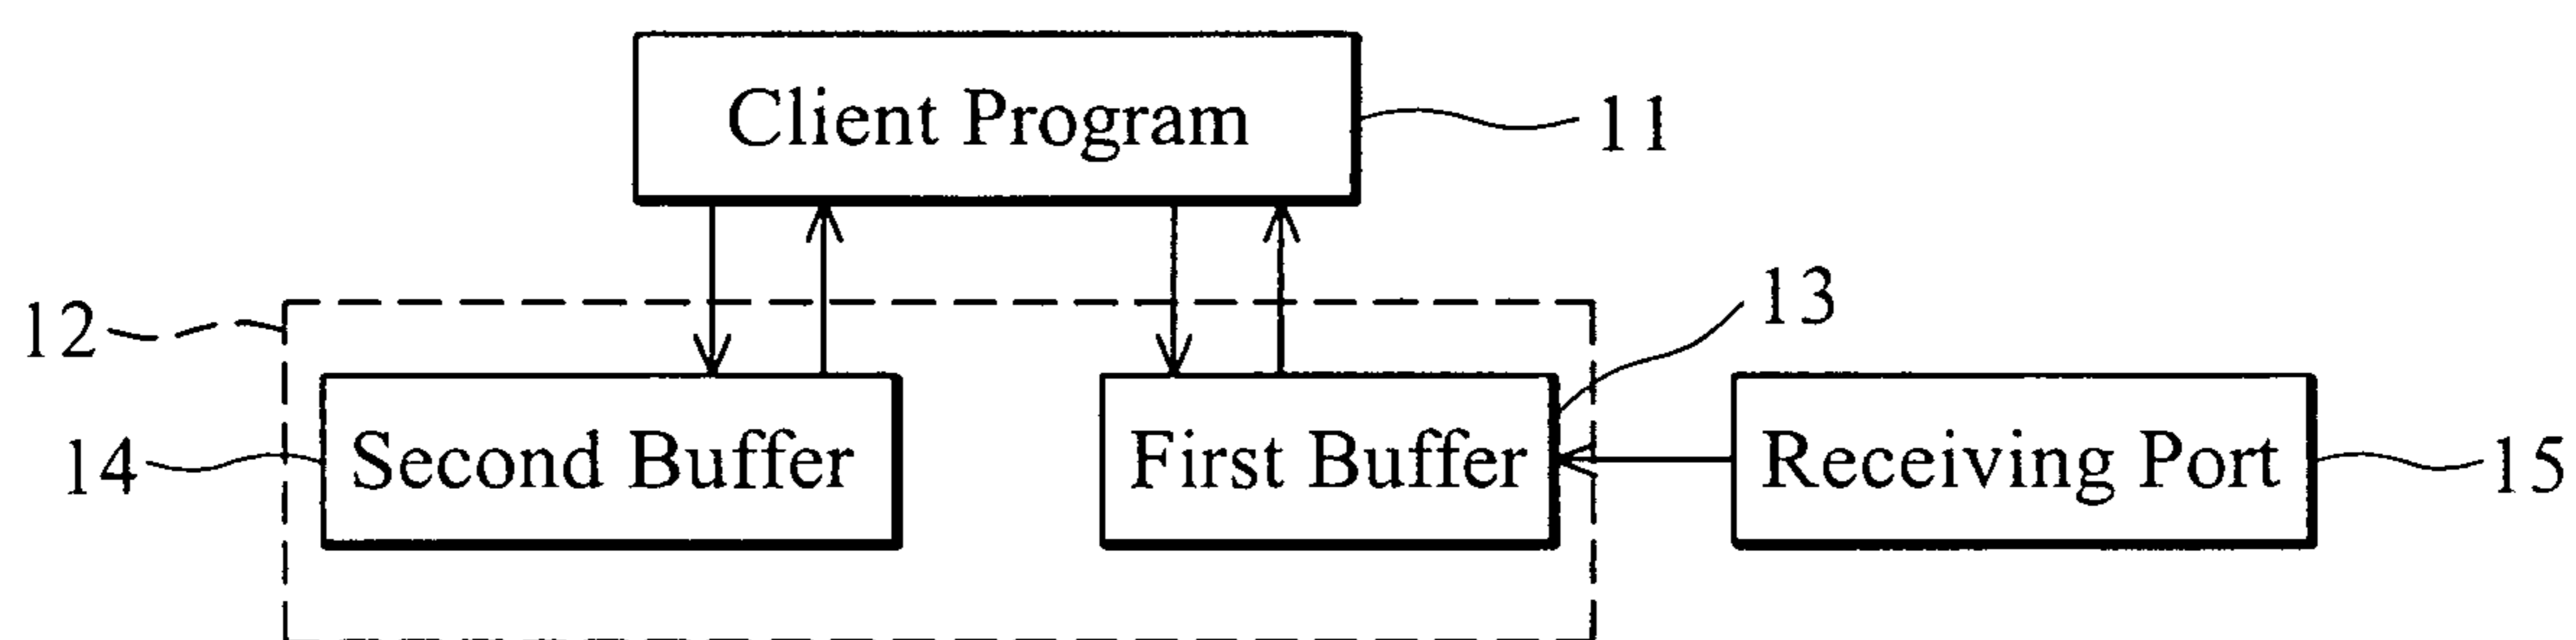 Client Program
11
12
13
14
Second Buffer
First Buffer
Receiving Port
15